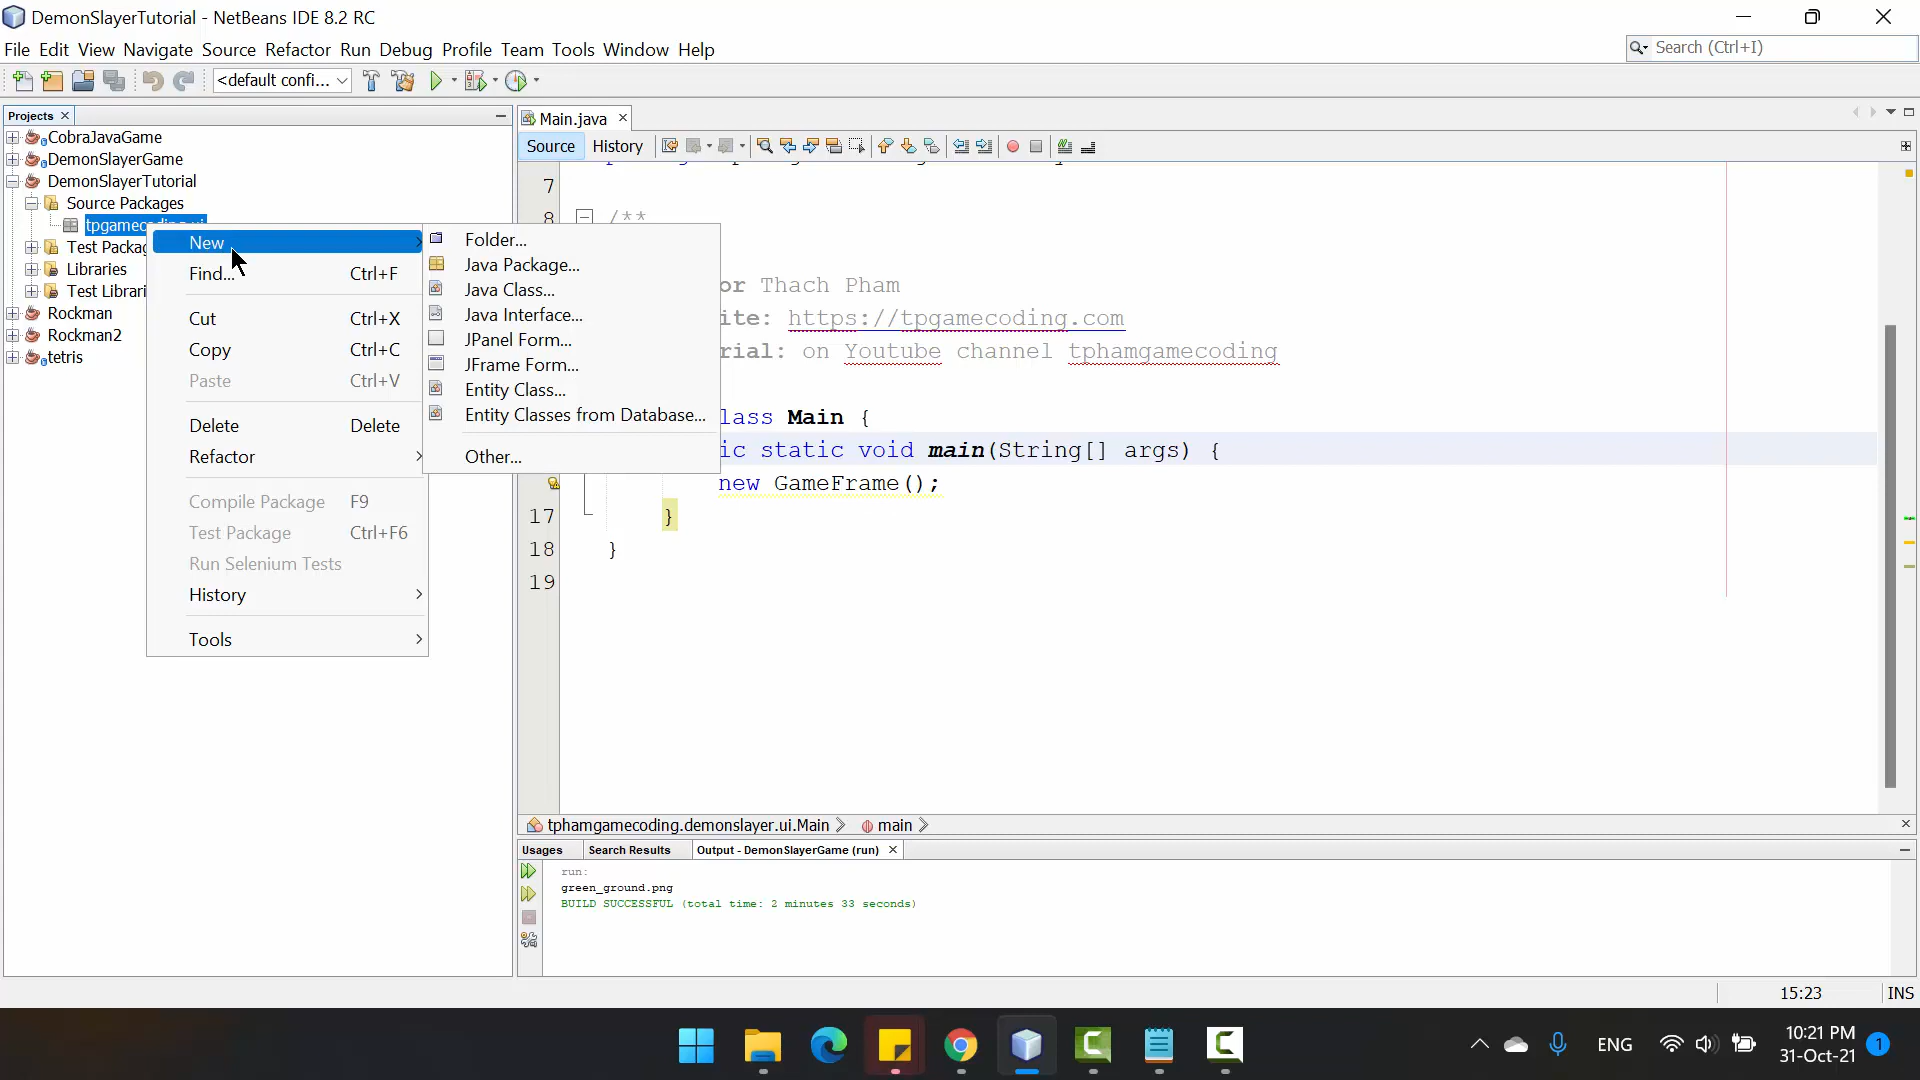 DemonSlayerTutorial - NetBeans IDE 8.2 RC
File Edit View Navigate Source Refactor Run Debug Profile Team Tools Window Help
Search (Ctrl+I)
<default confi...
Projects
CobraJavaGame
DemonSlayerGame
DemonSlayerTutorial
Source Packages
Libraries
Rockman
Rockman2
tetris
New
Find... Ctrl+F
Cut Ctrl+X
Copy Ctrl+C
Paste Ctrl+V
Delete Delete
Refactor
Compile Package F9
Test Package Ctrl+F6
Run Selenium Tests
History
Tools
Folder...
Java Package...
Java Class...
Java Interface...
JPanel Form...
JFrame Form...
Entity Class...
Entity Classes from Database...
Other...
Main.java
Source History
7
8 /**
or Thach Pham
ite: https://tpgamecoding.com
rial: on Youtube channel tphamgamecoding
lass Main {
ic static void main(String[] args) {
new GameFrame();
17 }
18 }
19
tphamgamecoding.demonslayer.ui.Main main
Usages Search Results Output - DemonSlayerGame (run)
run:
green_ground.png
BUILD SUCCESSFUL (total time: 2 minutes 33 seconds)
15:23 INS
ENG
10:21 PM
31-Oct-21
1